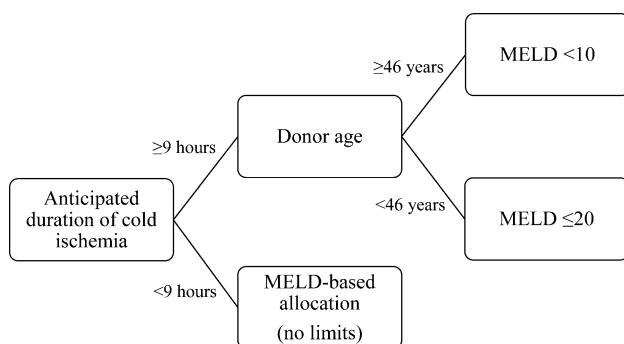 MELD <10
≥46 years
Donor age
≥9 hours
Anticipated
duration of cold
ischemia
<46 years
MELD ≤20
<9 hours
MELD-based
allocation
(no limits)